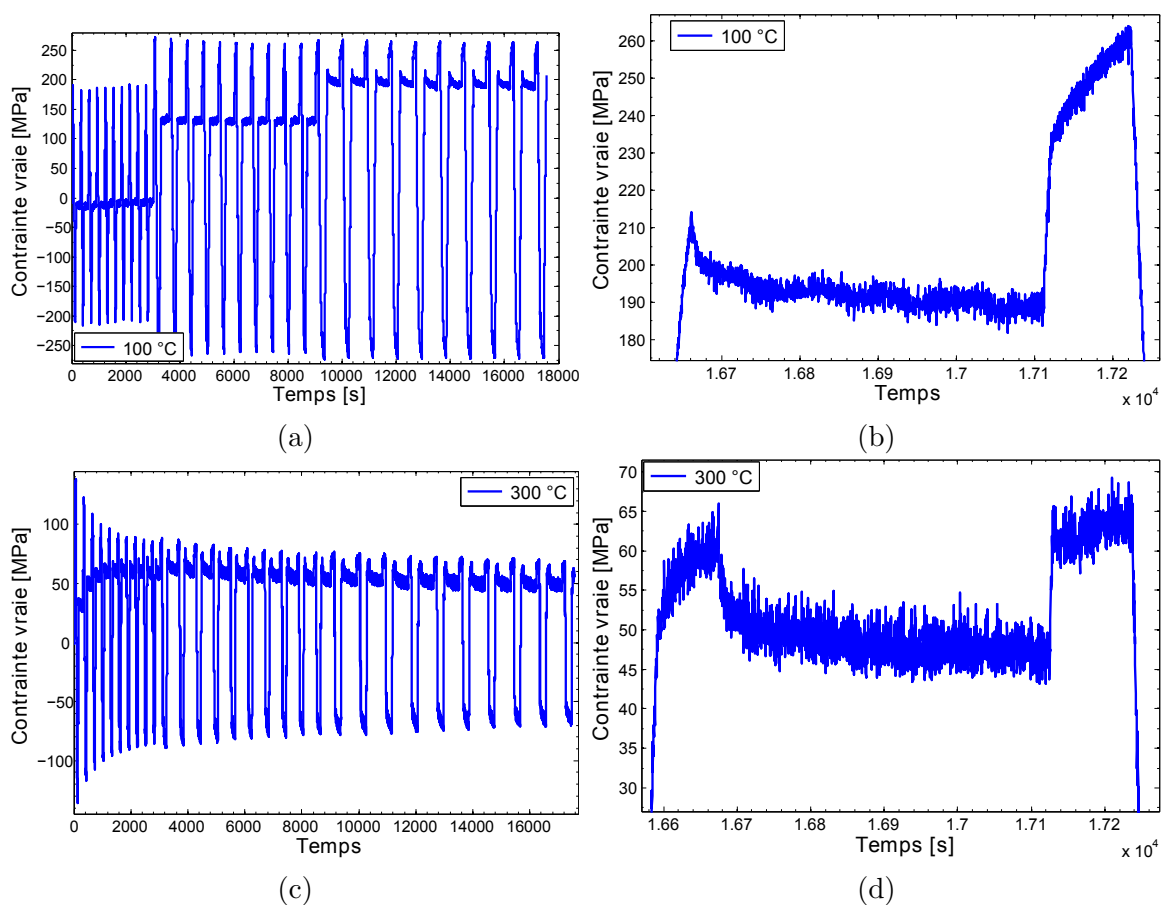 250
200
150
100
50
0
−50
−100
−150
−200
−250
0 2000 4000 6000 8000 10000 12000 14000 16000 18000
Contrainte vraie [MPa]
Temps [s]
100 °C
(a)
260
250
240
230
220
210
200
190
180
1.67 1.68 1.69 1.7 1.71 1.72
x 10⁴
Contrainte vraie [MPa]
Temps
100 °C
(b)
100
50
0
−50
−100
0 2000 4000 6000 8000 10000 12000 14000 16000
Contrainte vraie [MPa]
Temps
300 °C
(c)
70
65
60
55
50
45
40
35
30
1.66 1.67 1.68 1.69 1.7 1.71 1.72
x 10⁴
Contrainte vraie [MPa]
Temps [s]
300 °C
(d)